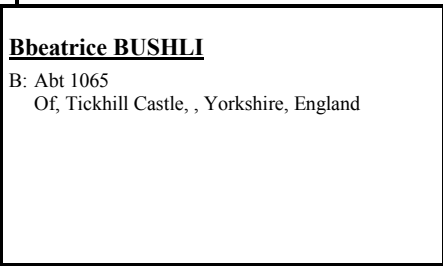 Bbeatrice BUSHLI
B: Abt 1065
Of, Tickhill Castle, , Yorkshire, England